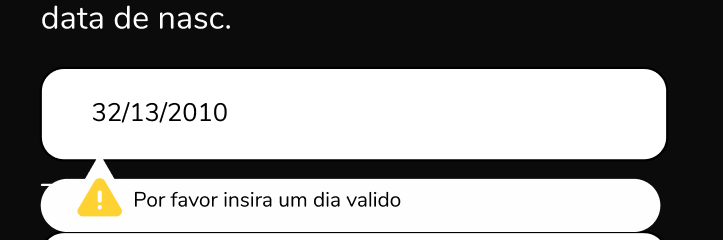 data de nasc.
32/13/2010
Por favor insira um dia valido